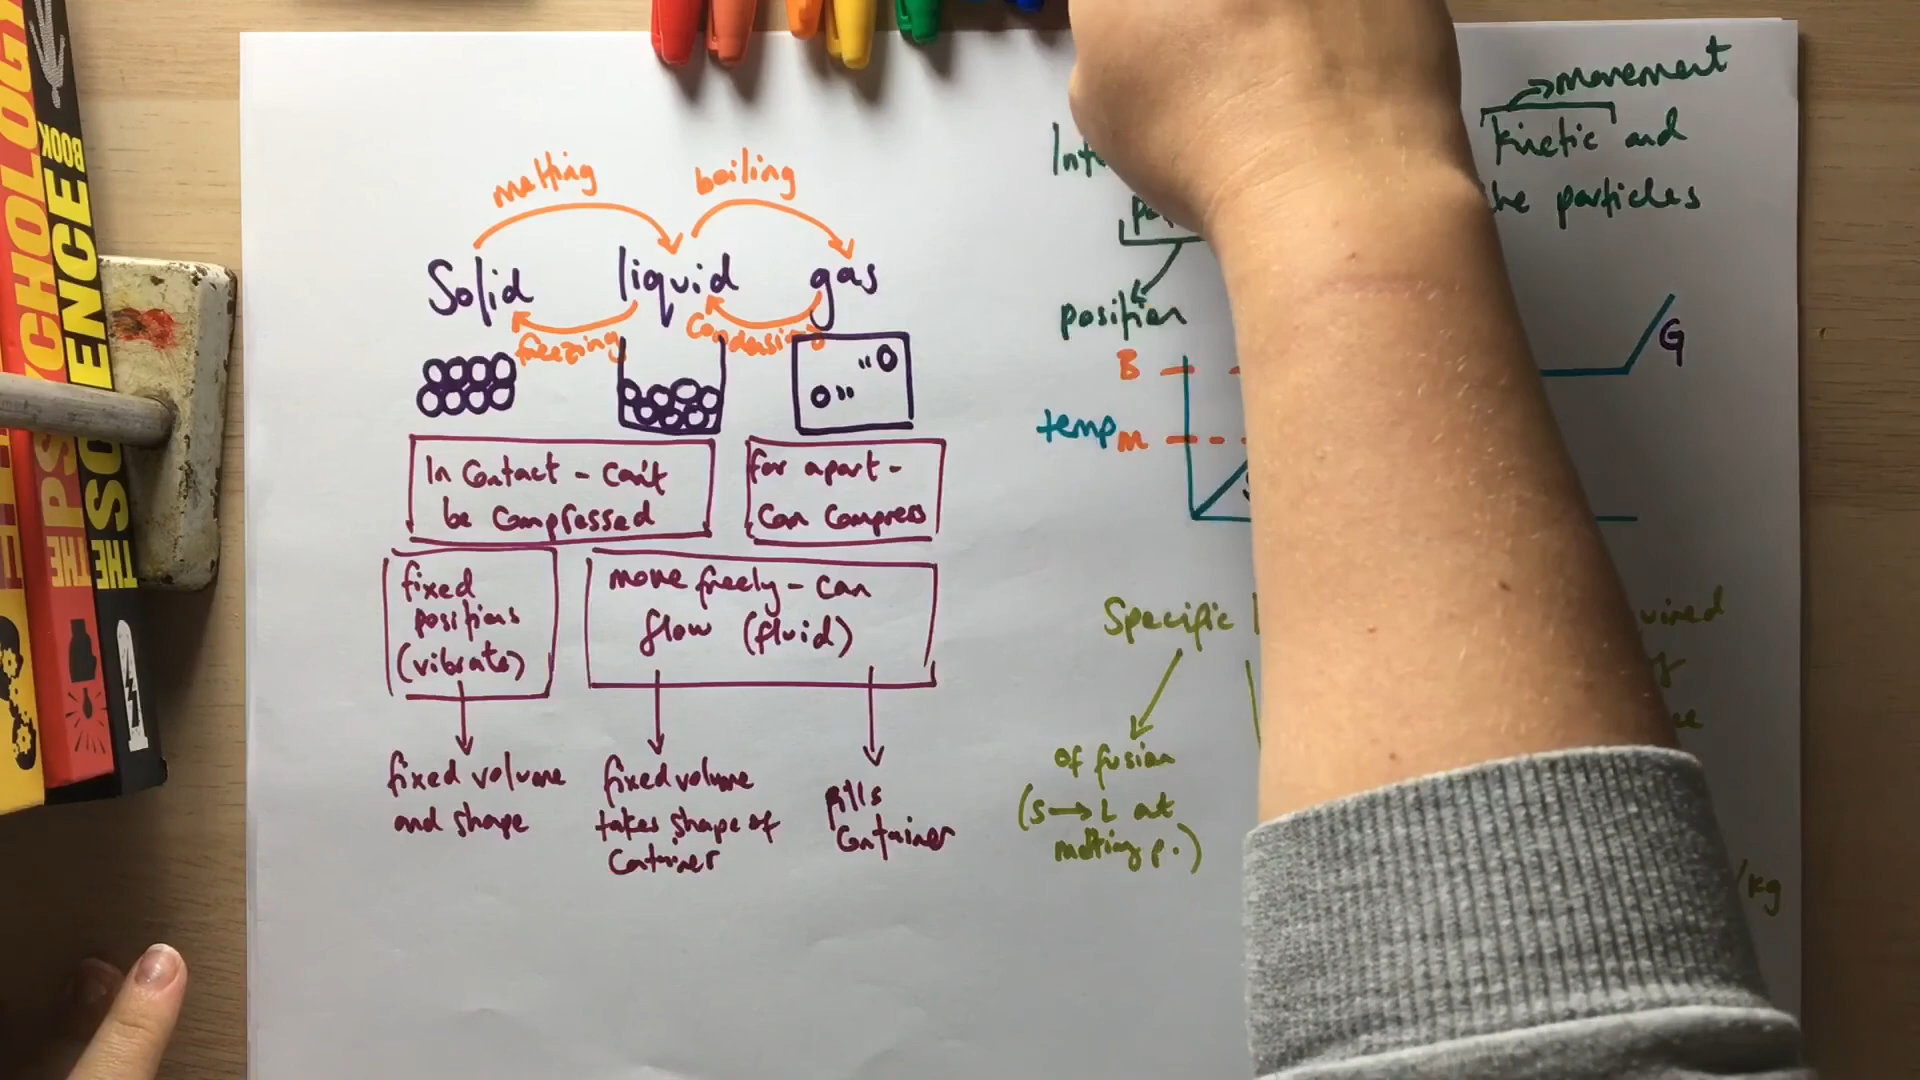 melting
boiling
Solid
liquid
gas
freezing
Condensing
In Contact - Can't
be Compressed
far apart -
Can Compress
fixed
positions
(vibrate)
move freely - can
flow (fluid)
fixed volume
and shape
fixed volume
takes shape of
Container
fills
Container
movement
kinetic and
particles
position
B
temp
M
G
Specific
of fusion
(S → L at
melting p.)
/kg
PSYCHOLOGY
THE
SCIENCE
BOOK
THE